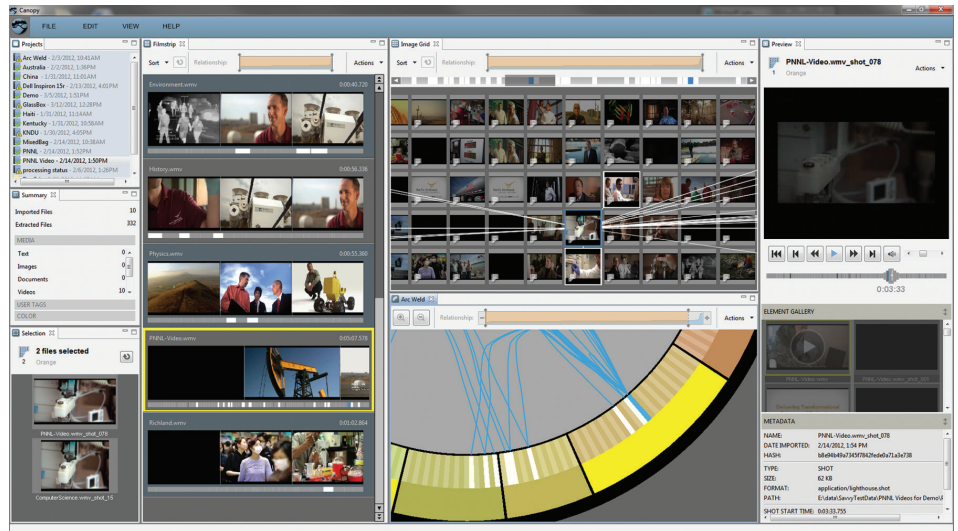 Canopy
FILE EDIT VIEW HELP
Projects
Arc Weld - 2/3/2012, 10:41AM
Australia - 2/2/2012, 1:36PM
China - 1/31/2012, 11:01AM
Dell Inspiron 15r - 2/13/2012, 4:01PM
Demo - 3/5/2012, 1:51PM
GlassBox - 3/12/2012, 12:28PM
Haiti - 1/31/2012, 11:14AM
Kentucky - 1/31/2012, 10:58AM
KNDU - 1/30/2012, 4:05PM
MixedBag - 2/14/2012, 10:38AM
PNNL - 2/14/2012, 1:52PM
PNNL Video - 2/14/2012, 1:50PM
processing status - 2/6/2012, 1:26PM
Summary
Imported Files 10
Extracted Files 332
MEDIA
Text 0
Images 0
Documents 0
Videos 10
USER TAGS
COLOR
Selection
2 files selected
2 Orange
PNNL-Video.wmv_shot_078
ComputerScience.wmv_shot_15
Filmstrip
Sort Relationship: Actions
Environment.wmv 0:00:40.720
History.wmv 0:00:56.336
Physics.wmv 0:00:55.360
PNNL-Video.wmv 0:05:07.578
Richland.wmv 0:01:02.864
Image Grid
Sort Relationship: Actions
Arc Weld
Relationship: Actions
Preview
PNNL-Video.wmv_shot_078
1 Orange Actions
0:03:33
ELEMENT GALLERY
PNNL-Video.wmv PNNL-Video.wmv_shot_001
METADATA
NAME: PNNL-Video.wmv_shot_078
DATE IMPORTED: 2/14/2012, 1:54 PM
HASH: b8e94b49a7345f7842fede0a71a3e738
TYPE: SHOT
SIZE: 62 KB
FORMAT: application/lighthouse.shot
PATH: E:\data\SavvyTestData\PNNL Videos for Demo\
SHOT START TIME: 0:03:33.755